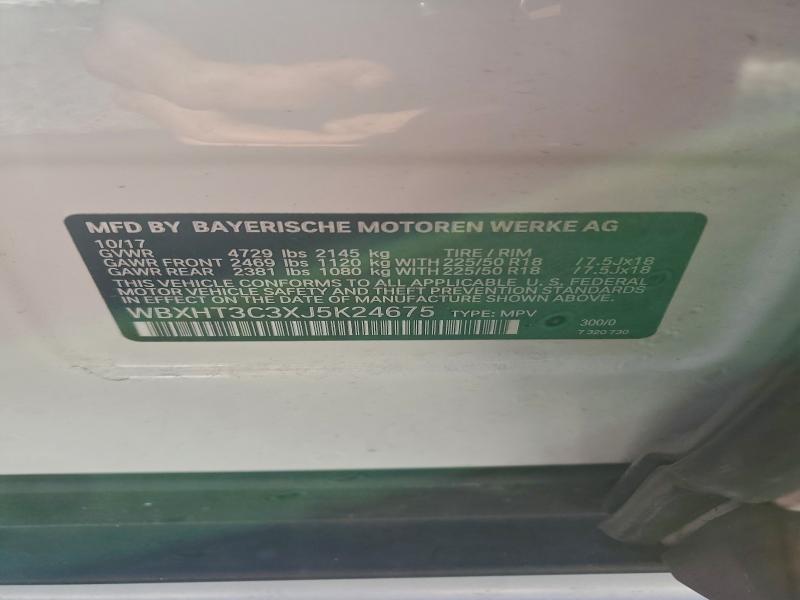 MFD BY BAYERISCHE MOTOREN WERKE AG
10/17
GVWR 4729 lbs 2145 kg TIRE / RIM
GAWR FRONT 2469 lbs 1120 kg WITH 225/50 R18 / 7.5Jx18
GAWR REAR 2381 lbs 1080 kg WITH 225/50 R18 / 7.5Jx18
THIS VEHICLE CONFORMS TO ALL APPLICABLE U. S. FEDERAL
MOTOR VEHICLE SAFETY AND THEFT PREVENTION STANDARDS
IN EFFECT ON THE DATE OF MANUFACTURE SHOWN ABOVE.
WBXHT3C3XJ5K24675 TYPE: MPV
300/0
7 320 730